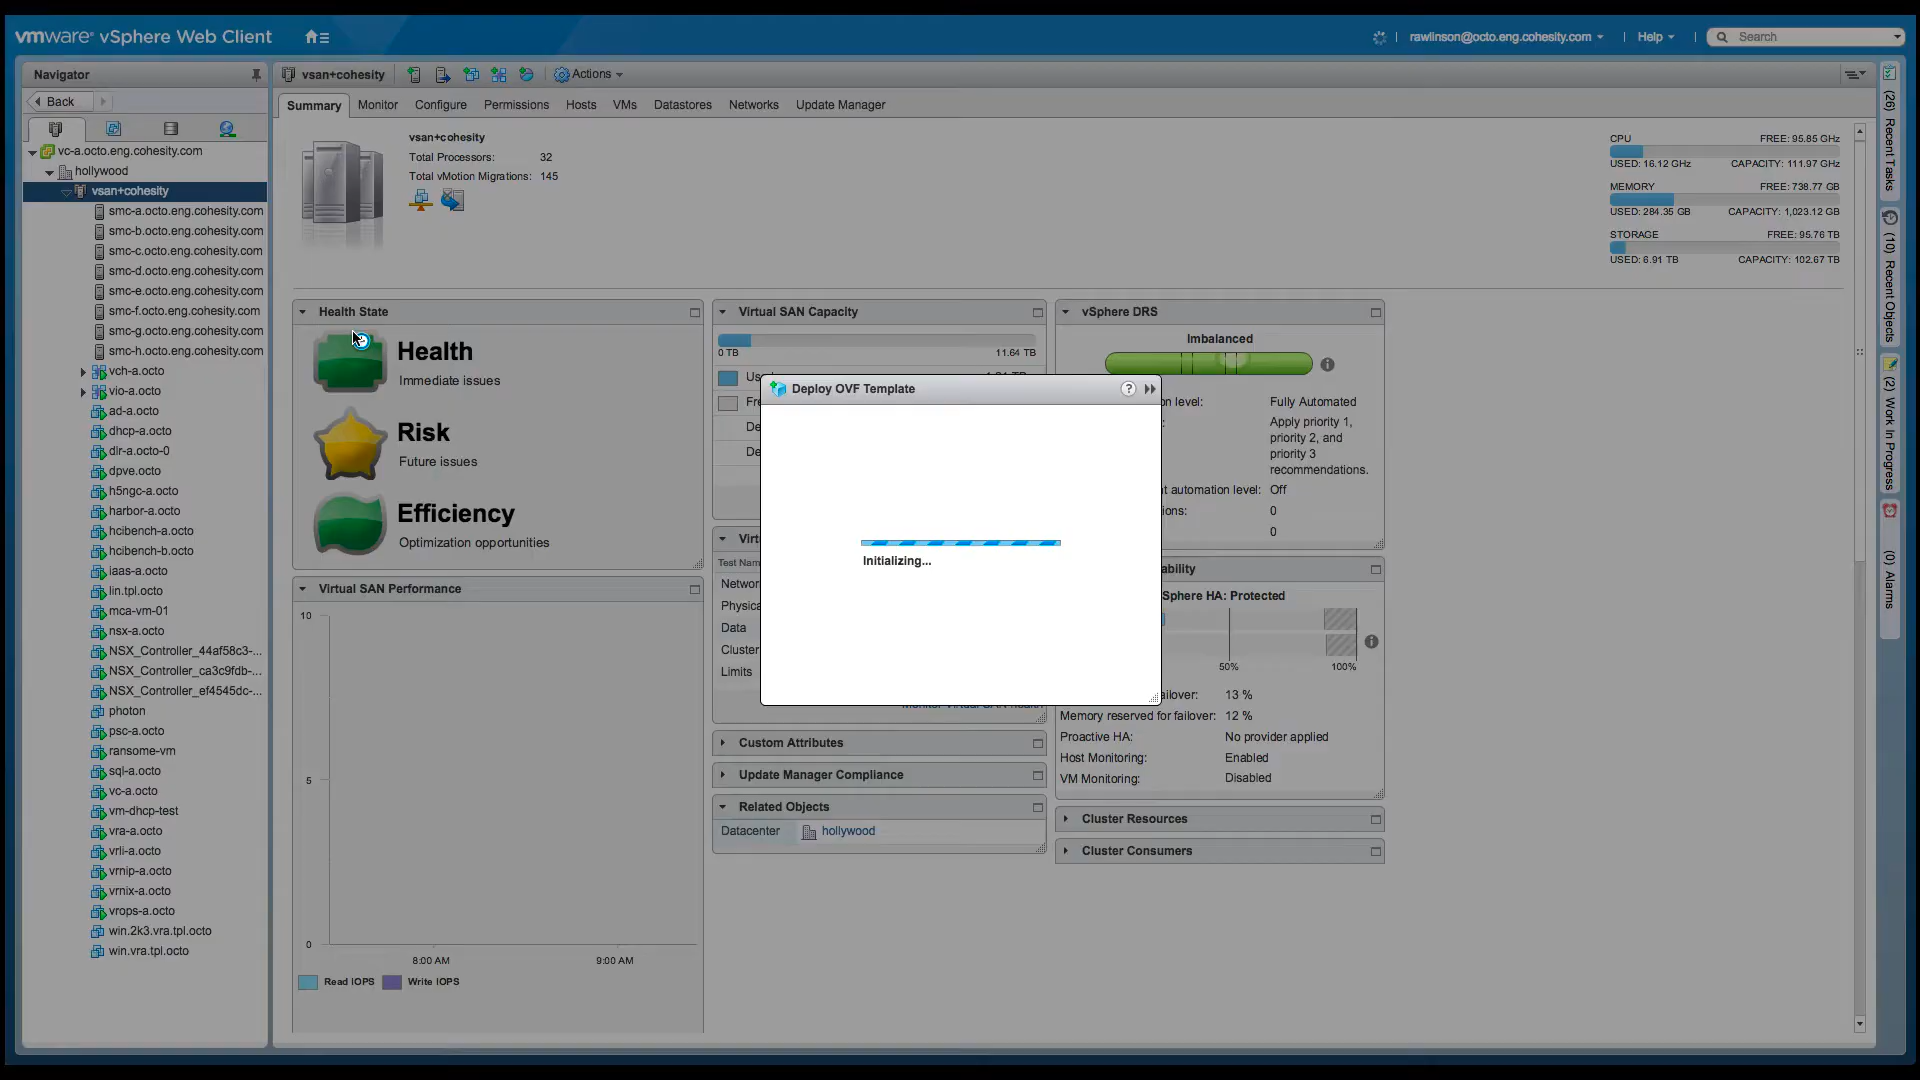 vmware® vSphere Web Client
rawlinson@octo.eng.cohesity.com
Help
Search
Navigator
Back
vc-a.octo.eng.cohesity.com
hollywood
vsan+cohesity
smc-a.octo.eng.cohesity.com
smc-b.octo.eng.cohesity.com
smc-c.octo.eng.cohesity.com
smc-d.octo.eng.cohesity.com
smc-e.octo.eng.cohesity.com
smc-f.octo.eng.cohesity.com
smc-g.octo.eng.cohesity.com
smc-h.octo.eng.cohesity.com
vch-a.octo
vio-a.octo
ad-a.octo
dhcp-a.octo
dlr-a.octo-0
dpve.octo
h5ngc-a.octo
harbor-a.octo
hcibench-a.octo
hcibench-b.octo
iaas-a.octo
lin.tpl.octo
mca-vm-01
nsx-a.octo
NSX_Controller_44af58c3-...
NSX_Controller_ca3c9fdb-...
NSX_Controller_ef4545dc-...
photon
psc-a.octo
ransome-vm
sql-a.octo
vc-a.octo
vm-dhcp-test
vra-a.octo
vrli-a.octo
vrnip-a.octo
vrnix-a.octo
vrops-a.octo
win.2k3.vra.tpl.octo
win.vra.tpl.octo
vsan+cohesity
Actions
Summary Monitor Configure Permissions Hosts VMs Datastores Networks Update Manager
vsan+cohesity
Total Processors: 32
Total vMotion Migrations: 145
CPU FREE: 95.85 GHz
USED: 16.12 GHz CAPACITY: 111.97 GHz
MEMORY FREE: 738.77 GB
USED: 284.35 GB CAPACITY: 1,023.12 GB
STORAGE FREE: 95.76 TB
USED: 6.91 TB CAPACITY: 102.67 TB
Health State
Health
Immediate issues
Risk
Future issues
Efficiency
Optimization opportunities
Virtual SAN Performance
10
5
0
8:00 AM 9:00 AM
Read IOPS Write IOPS
Virtual SAN Capacity
0 TB 11.64 TB
Test Nam
Networ
Physica
Data
Cluster
Limits
Custom Attributes
Update Manager Compliance
Related Objects
Datacenter hollywood
Deploy OVF Template
Initializing...
vSphere DRS
Imbalanced
on level: Fully Automated
Apply priority 1,
priority 2, and
priority 3
recommendations.
t automation level: Off
ions: 0
0
ability
Sphere HA: Protected
50% 100%
ailover: 13 %
Memory reserved for failover: 12 %
Proactive HA: No provider applied
Host Monitoring: Enabled
VM Monitoring: Disabled
Cluster Resources
Cluster Consumers
(26) Recent Tasks
(10) Recent Objects
(2) Work In Progress
(0) Alarms